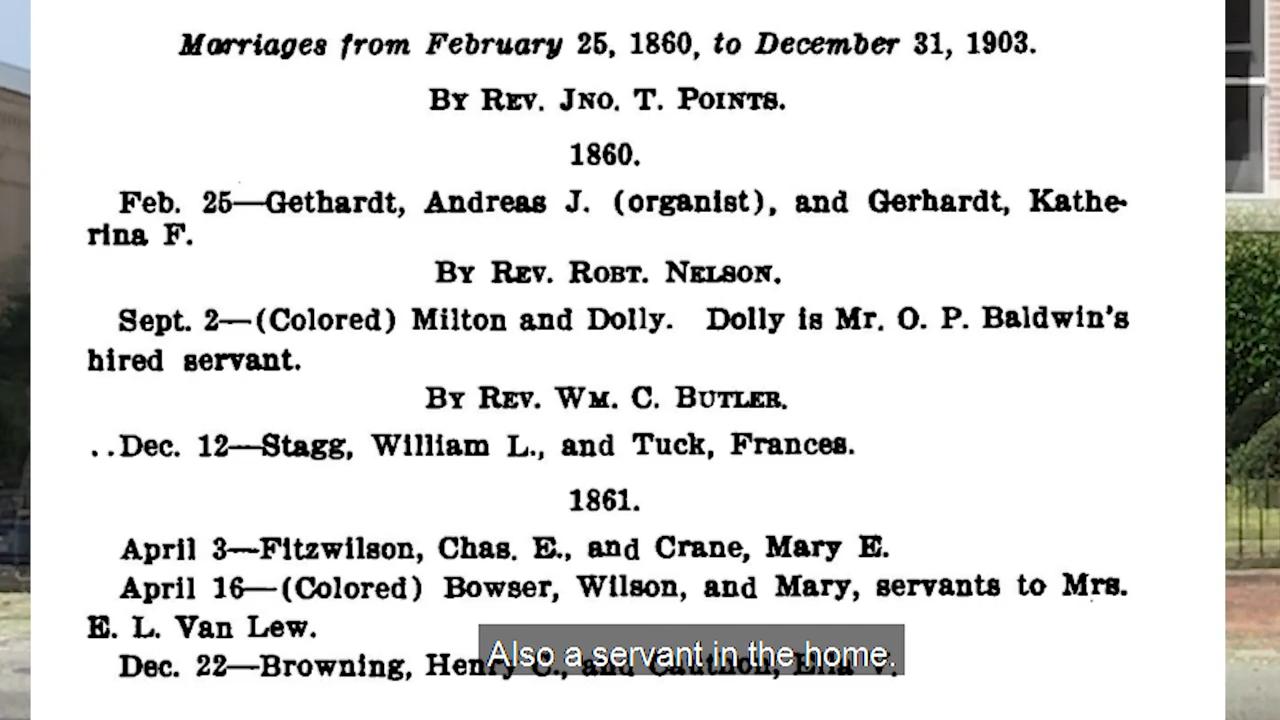 Marriages from February 25, 1860, to December 31, 1903.
BY REV. JNO. T. POINTS.
1860.
Feb. 25—Gethardt, Andreas J. (organist), and Gerhardt, Kathe-
rina F.
BY REV. ROBT. NELSON.
Sept. 2—(Colored) Milton and Dolly. Dolly is Mr. O. P. Baldwin's
hired servant.
BY REV. WM. C. BUTLER.
..Dec. 12—Stagg, William L., and Tuck, Frances.
1861.
April 3—Fitzwilson, Chas. E., and Crane, Mary E.
April 16—(Colored) Bowser, Wilson, and Mary, servants to Mrs.
E. L. Van Lew.
Also a servant in the home.
Dec. 22—Browning, Henry C., and Cauthon, Ella V.